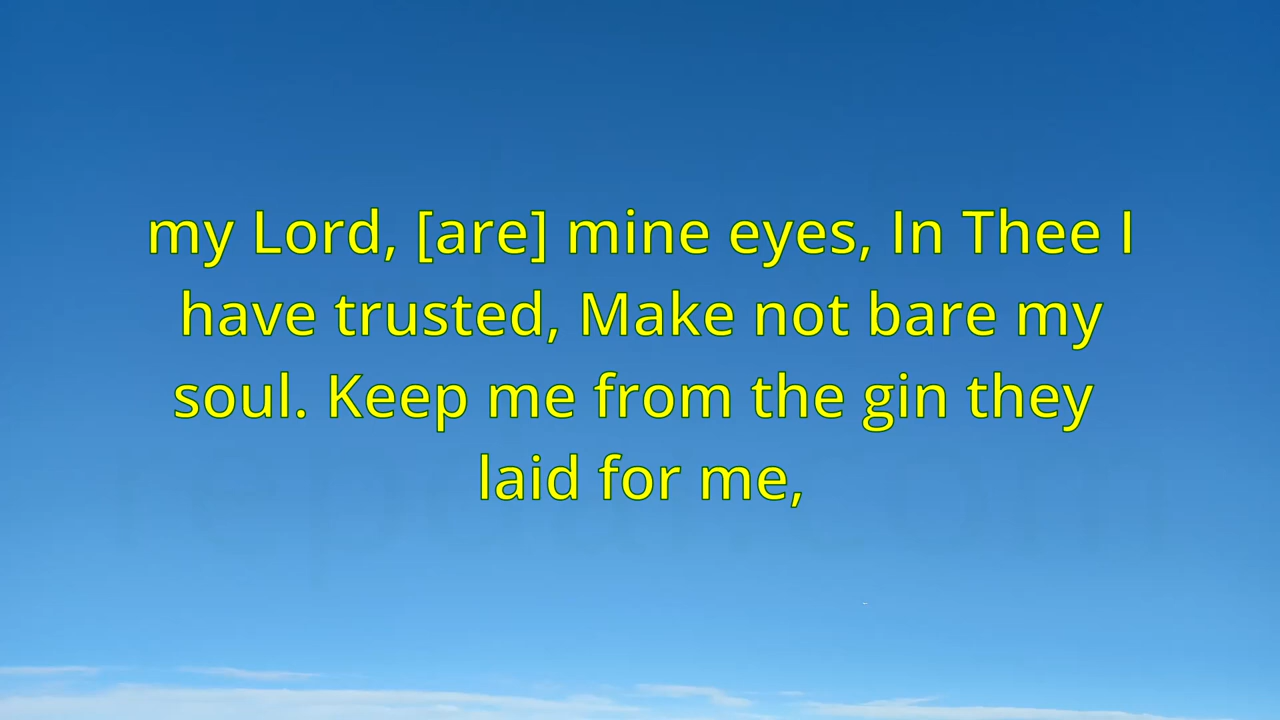 my Lord, [are] mine eyes, In Thee I
have trusted, Make not bare my
soul. Keep me from the gin they
laid for me,